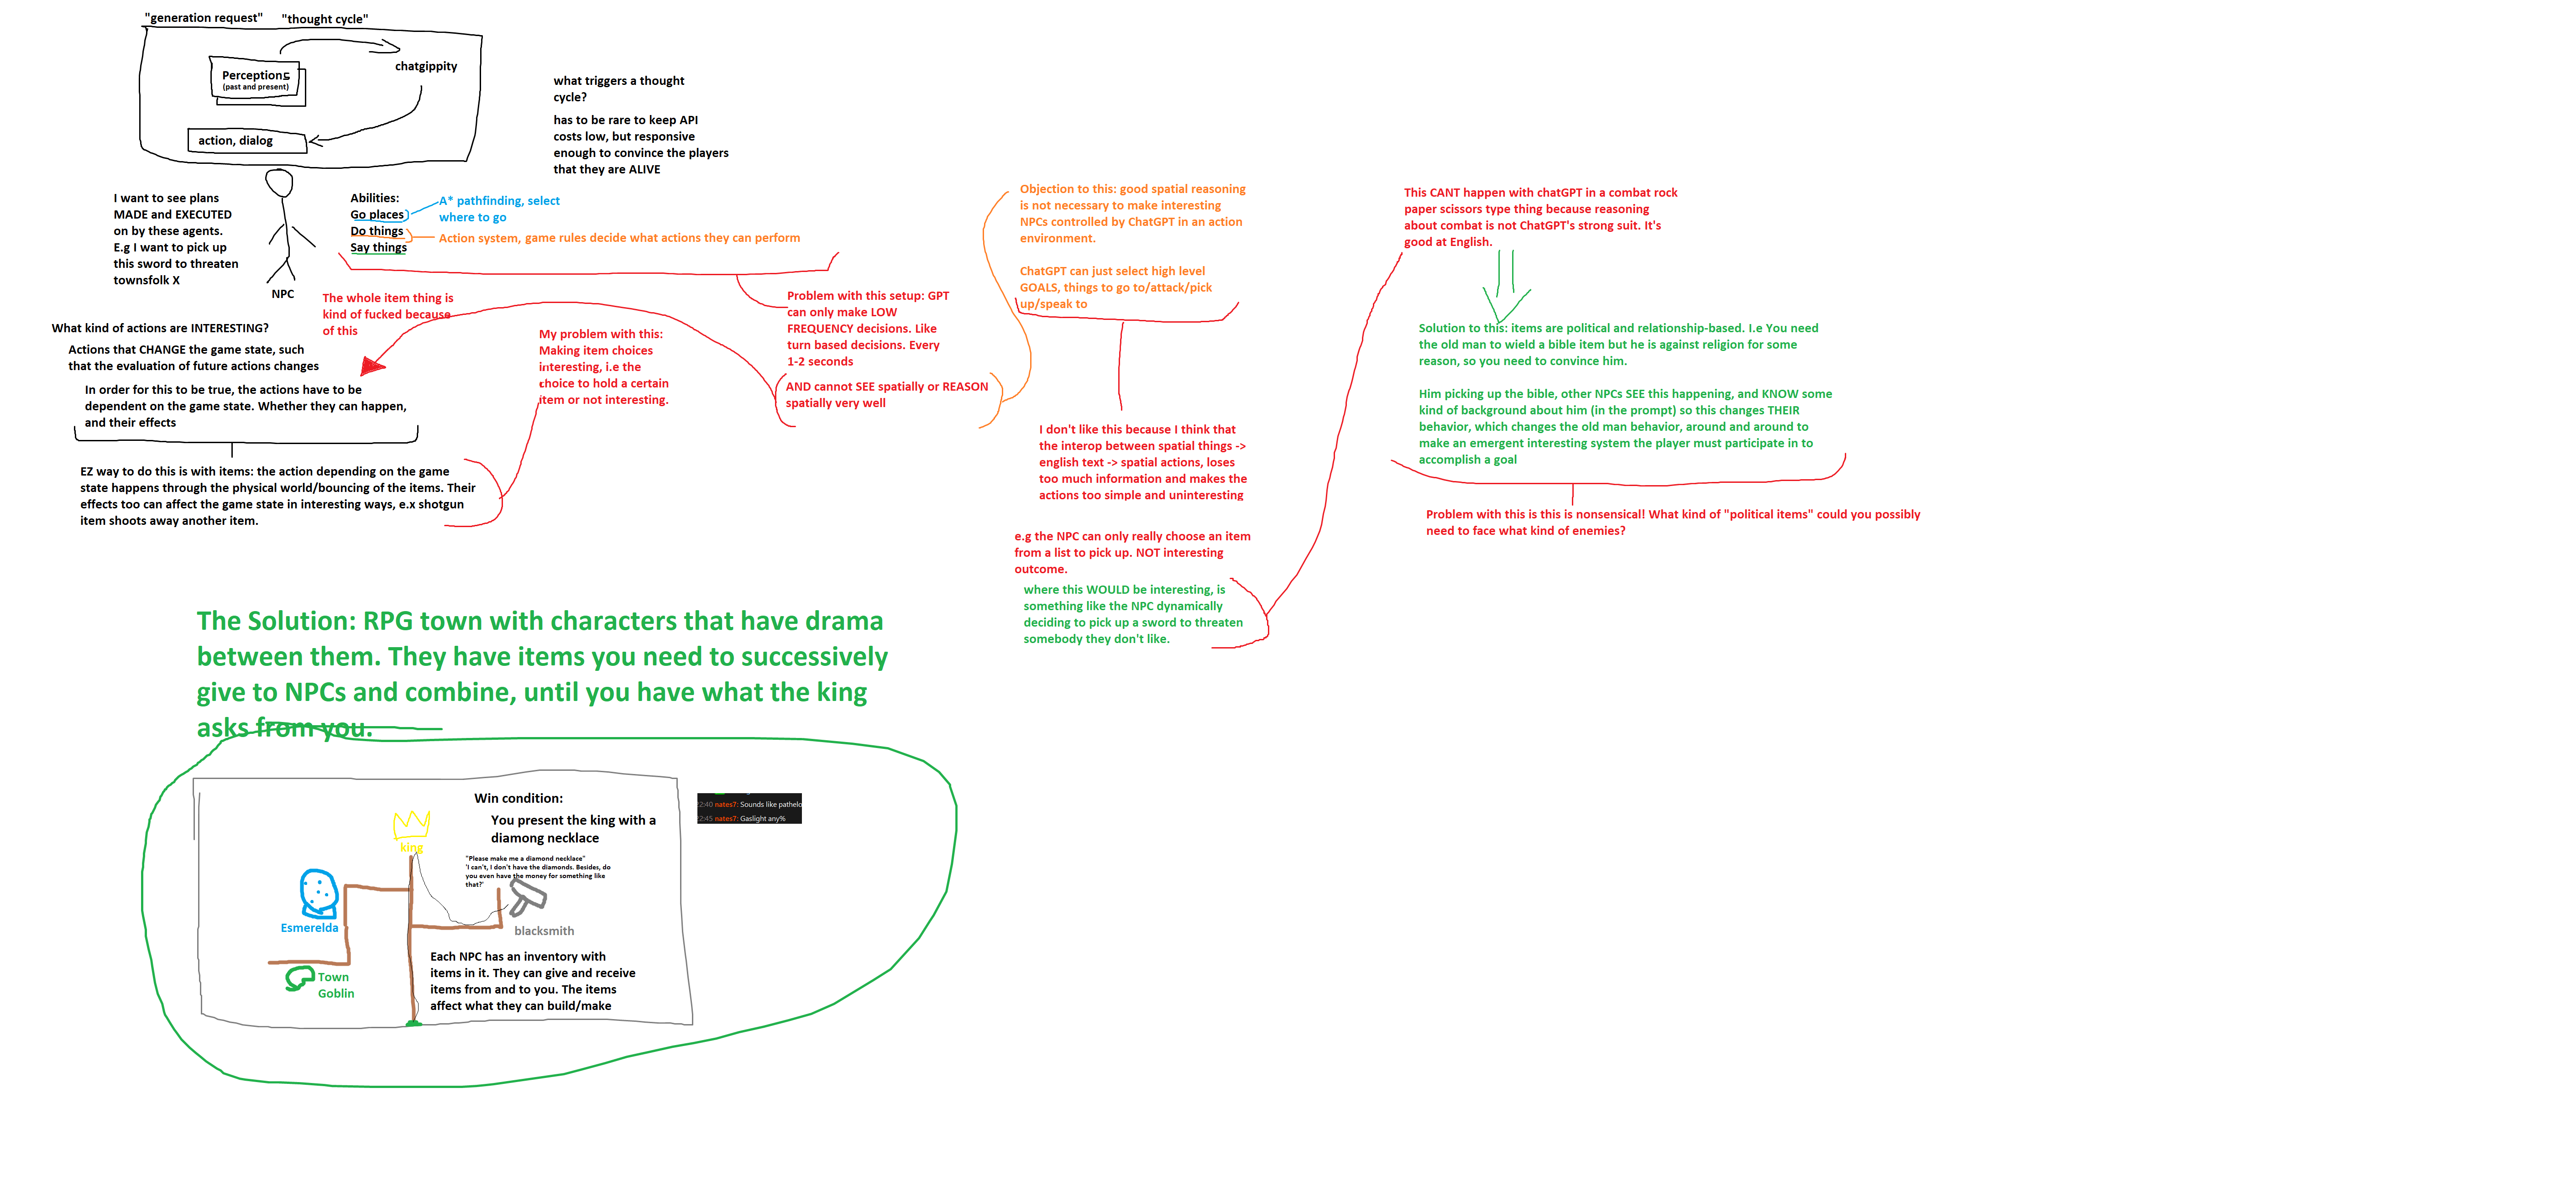 "generation request"
"thought cycle"
Perceptions
(past and present)
chatgippity
action, dialog
what triggers a thought
cycle?
has to be rare to keep API
costs low, but responsive
enough to convince the players
that they are ALIVE
I want to see plans
MADE and EXECUTED
on by these agents.
E.g I want to pick up
this sword to threaten
townsfolk X
NPC
Abilities:
Go places
Do things
Say things
A* pathfinding, select
where to go
Action system, game rules decide what actions they can perform
The whole item thing is
kind of fucked because
of this
What kind of actions are INTERESTING?
Actions that CHANGE the game state, such
that the evaluation of future actions changes
In order for this to be true, the actions have to be
dependent on the game state. Whether they can happen,
and their effects
EZ way to do this is with items: the action depending on the game
state happens through the physical world/bouncing of the items. Their
effects too can affect the game state in interesting ways, e.x shotgun
item shoots away another item.
My problem with this:
Making item choices
interesting, i.e the
choice to hold a certain
item or not interesting.
Problem with this setup: GPT
can only make LOW
FREQUENCY decisions. Like
turn based decisions. Every
1-2 seconds
AND cannot SEE spatially or REASON
spatially very well
Objection to this: good spatial reasoning
is not necessary to make interesting
NPCs controlled by ChatGPT in an action
environment.
ChatGPT can just select high level
GOALS, things to go to/attack/pick
up/speak to
I don't like this because I think that
the interop between spatial things ->
english text -> spatial actions, loses
too much information and makes the
actions too simple and uninteresting
e.g the NPC can only really choose an item
from a list to pick up. NOT interesting
outcome.
where this WOULD be interesting, is
something like the NPC dynamically
deciding to pick up a sword to threaten
somebody they don't like.
This CANT happen with chatGPT in a combat rock
paper scissors type thing because reasoning
about combat is not ChatGPT's strong suit. It's
good at English.
Solution to this: items are political and relationship-based. I.e You need
the old man to wield a bible item but he is against religion for some
reason, so you need to convince him.
Him picking up the bible, other NPCs SEE this happening, and KNOW some
kind of background about him (in the prompt) so this changes THEIR
behavior, which changes the old man behavior, around and around to
make an emergent interesting system the player must participate in to
accomplish a goal
Problem with this is this is nonsensical! What kind of "political items" could you possibly
need to face what kind of enemies?
The Solution: RPG town with characters that have drama
between them. They have items you need to successively
give to NPCs and combine, until you have what the king
asks from you.
Win condition:
You present the king with a
diamong necklace
king
"Please make me a diamond necklace"
'I can't, I don't have the diamonds. Besides, do
you even have the money for something like
that?'
Esmerelda
blacksmith
Town
Goblin
Each NPC has an inventory with
items in it. They can give and receive
items from and to you. The items
affect what they can build/make
2:40 nates7: Sounds like pathelo
2:45 nates7: Gaslight any%